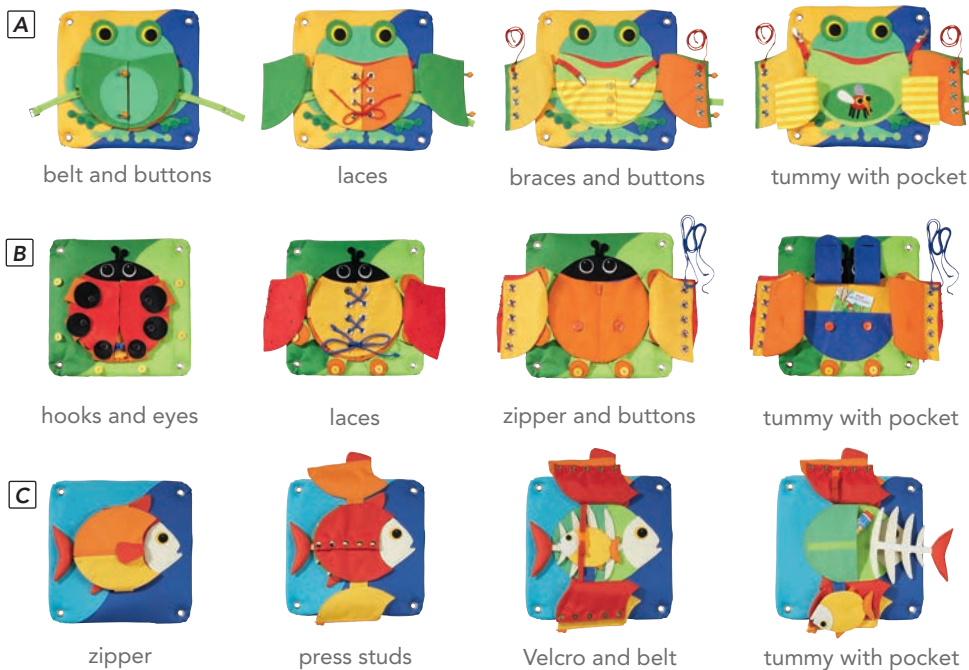 A
belt and buttons
laces
braces and buttons
tummy with pocket
B
hooks and eyes
laces
zipper and buttons
tummy with pocket
C
zipper
press studs
Velcro and belt
tummy with pocket